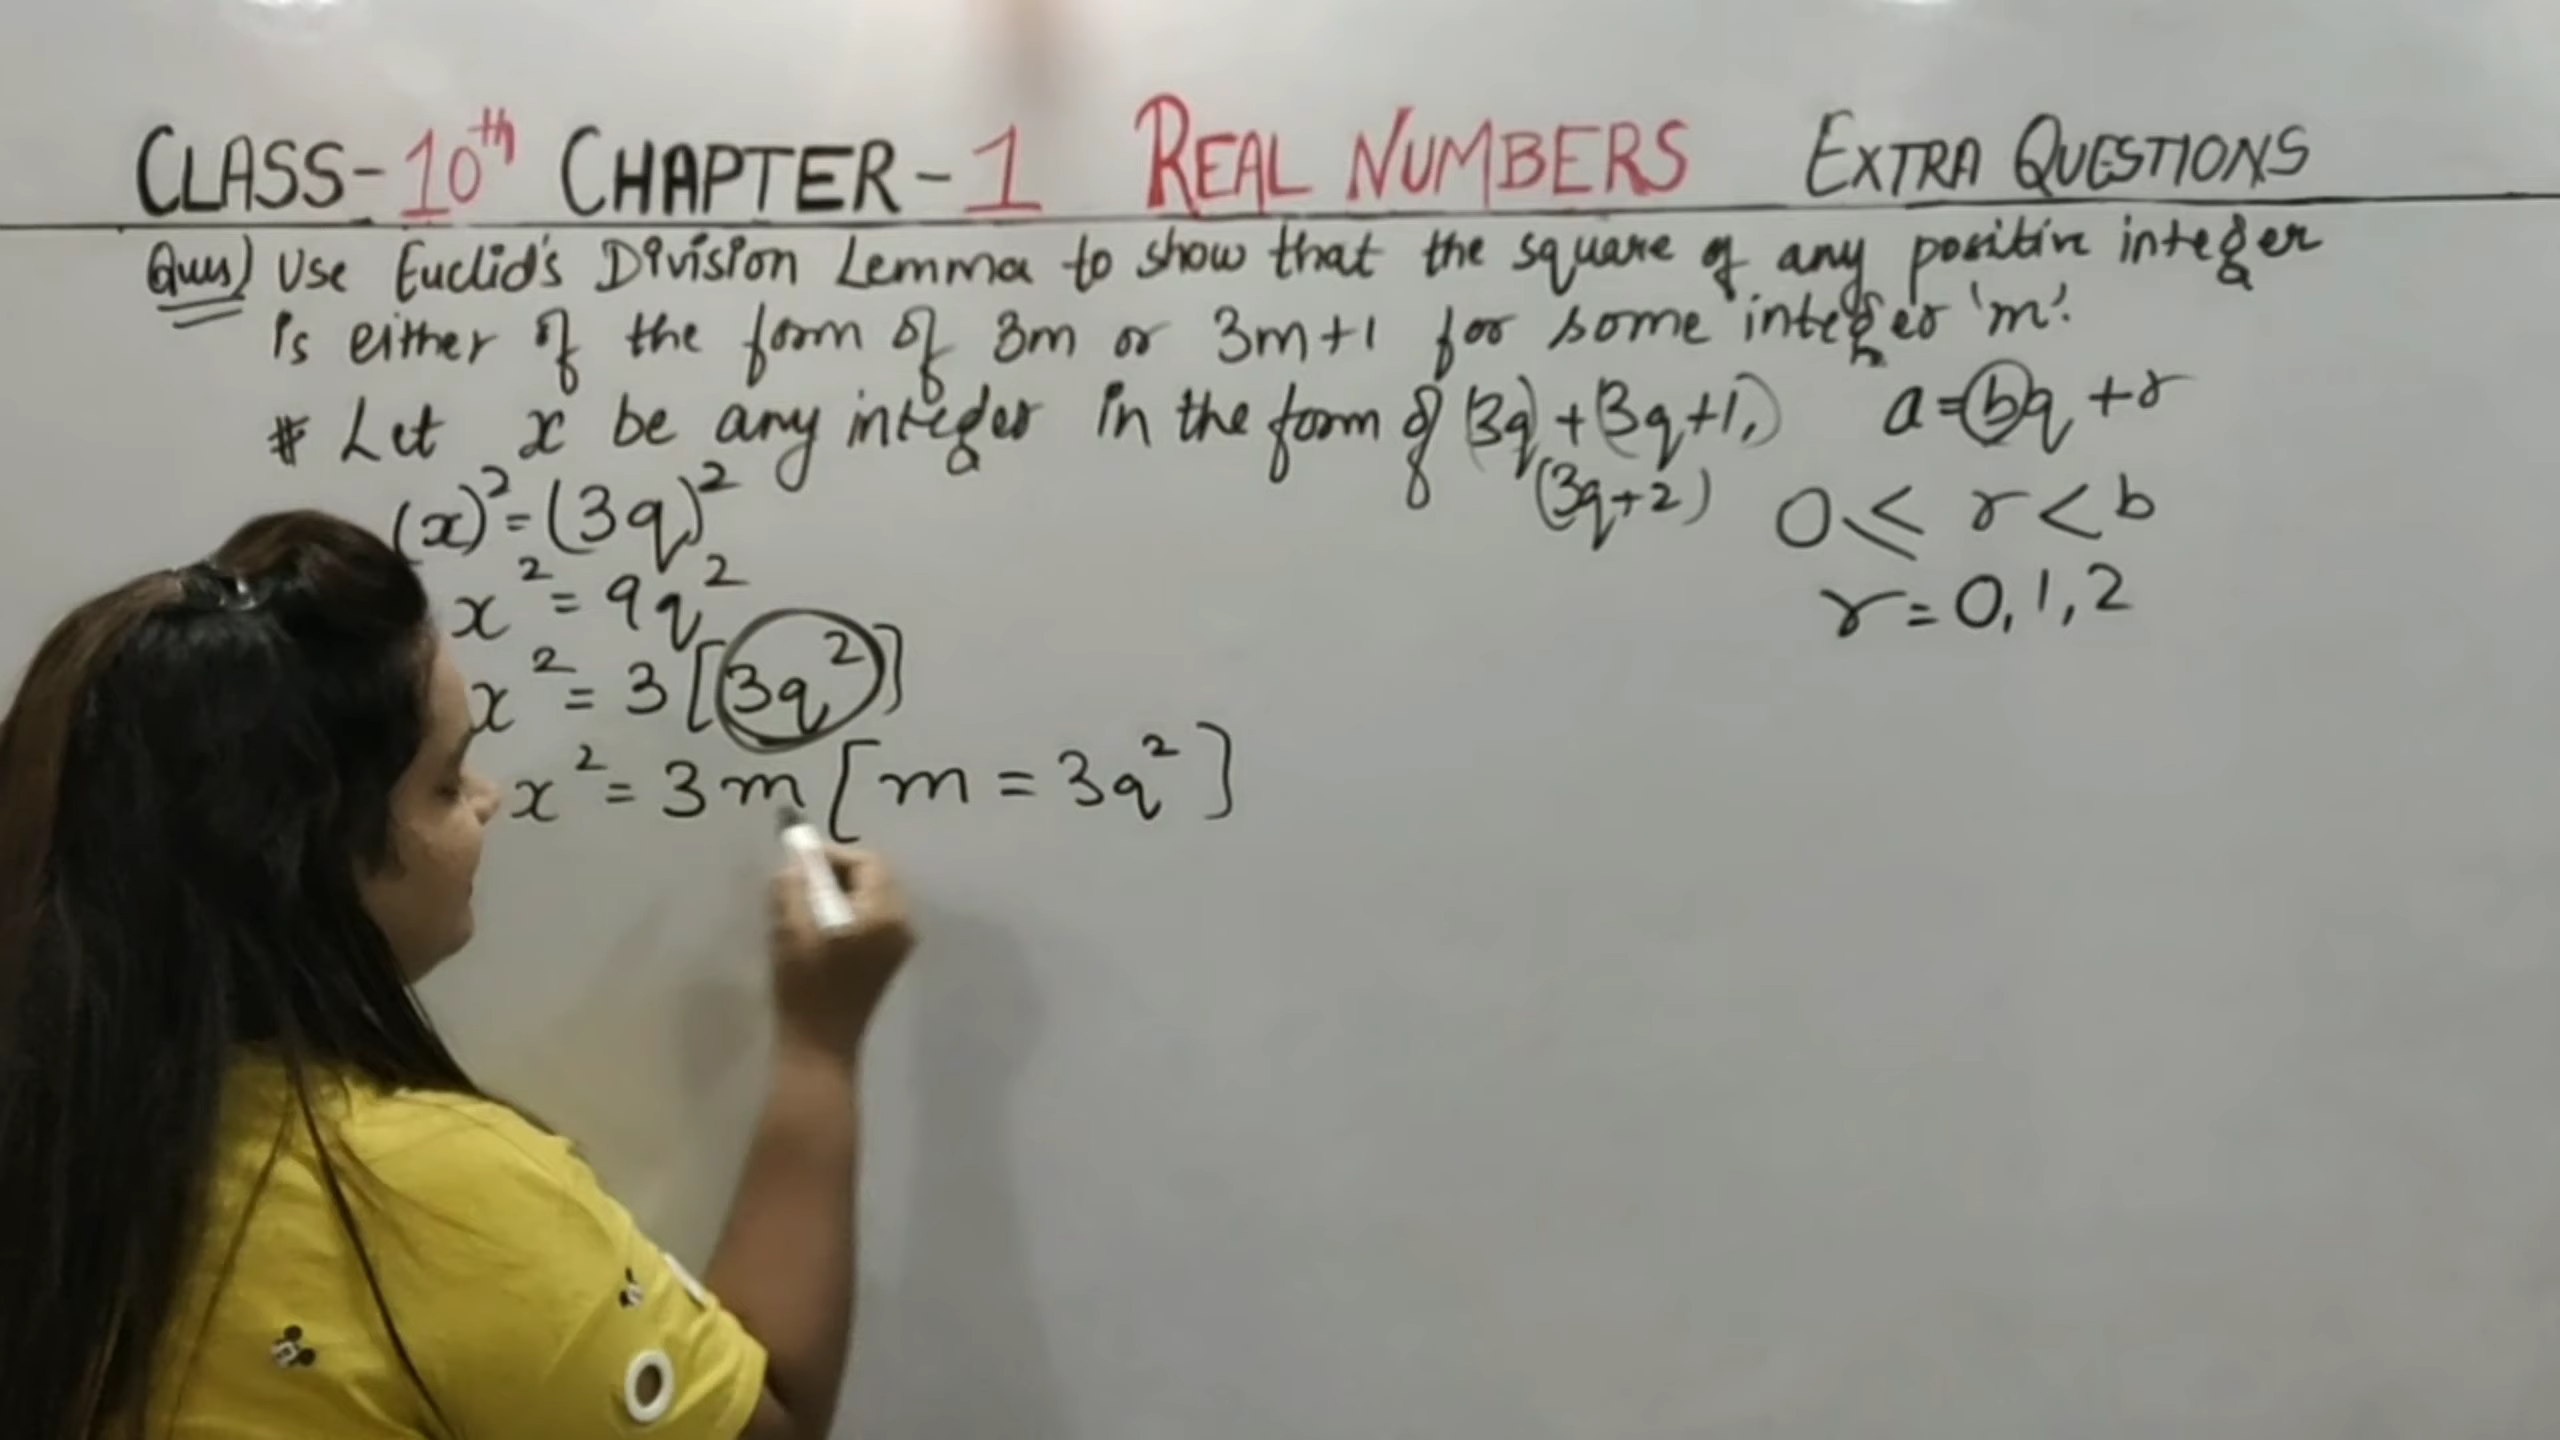 CLASS-10th CHAPTER-1 REAL NUMBERS EXTRA QUESTIONS
Ques) Use Euclid's Division Lemma to show that the square of any positive integer
is either of the form of 3m or 3m+1 for some integer 'm'.
* Let x be any integer in the form of (3q) + (3q+1,)
(3q+2)
a=bq+r
0 ≤ r < b
r = 0, 1, 2
(x)² = (3q)²
x² = 9q²
x² = 3[3q²]
x² = 3m [m = 3q²]